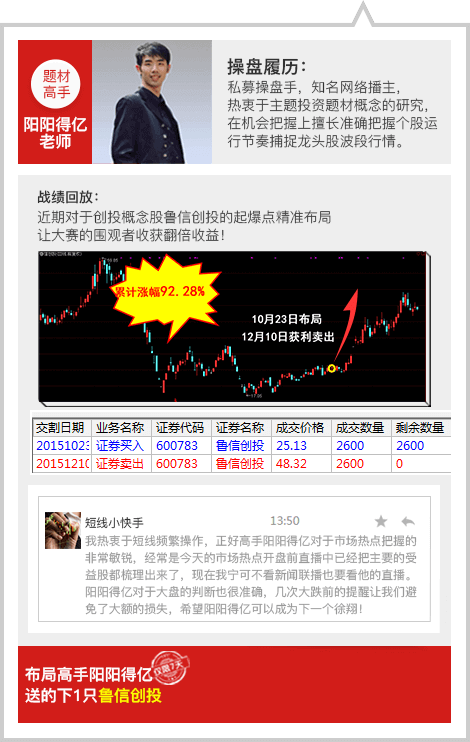 题材
高手
阳阳得亿
老师
操盘履历：
私募操盘手，知名网络播主，
热衷于主题投资题材概念的研究，
在机会把握上擅长准确把握个股运
行节奏捕捉龙头股波段行情。
战绩回放：
近期对于创投概念股鲁信创投的起爆点精准布局
让大赛的围观者收获翻倍收益！
累计涨幅92.28%
10月23日布局
12月10日获利卖出
交割日期 业务名称 证券代码 证券名称 成交价格 成交数量 剩余数量
20151023 证券买入 600783 鲁信创投 25.13 2600 2600
20151210 证券卖出 600783 鲁信创投 48.32 2600 0
短线小快手 13:50
我热衷于短线频繁操作，正好高手阳阳得亿对于市场热点把握的
非常敏锐，经常是今天的市场热点开盘前直播中已经把主要的受
益股都梳理出来了，现在我宁可不看新闻联播也要看他的直播。
阳阳得亿对于大盘的判断也很准确，几次大跌前的提醒让我们避
免了大额的损失，希望阳阳得亿可以成为下一个徐翔！
布局高手阳阳得亿
仅限7天
送的下1只鲁信创投